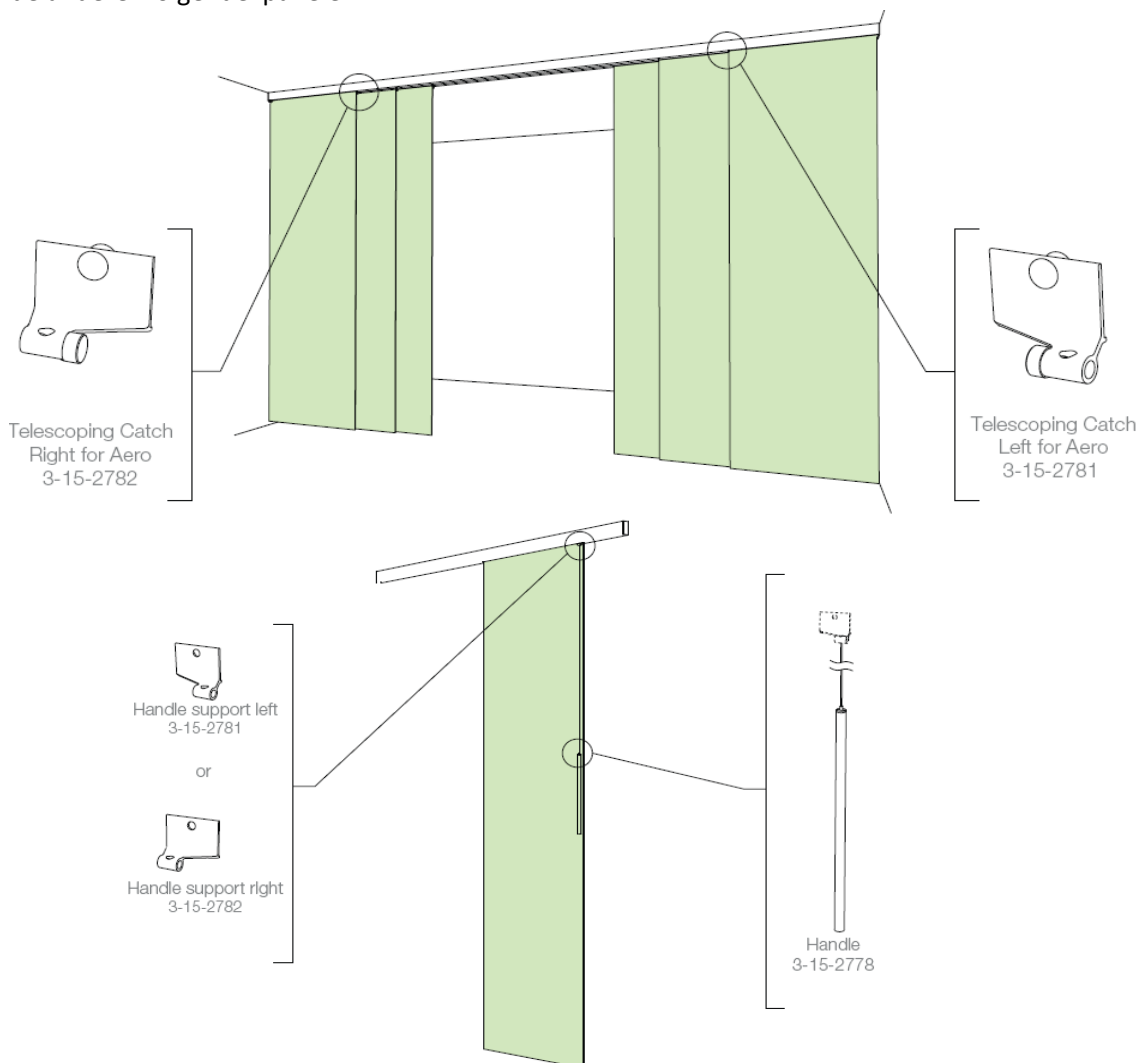 Telescoping Catch
Right for Aero
3-15-2782
Telescoping Catch
Left for Aero
3-15-2781
Handle support left
3-15-2781
or
Handle support right
3-15-2782
Handle
3-15-2778